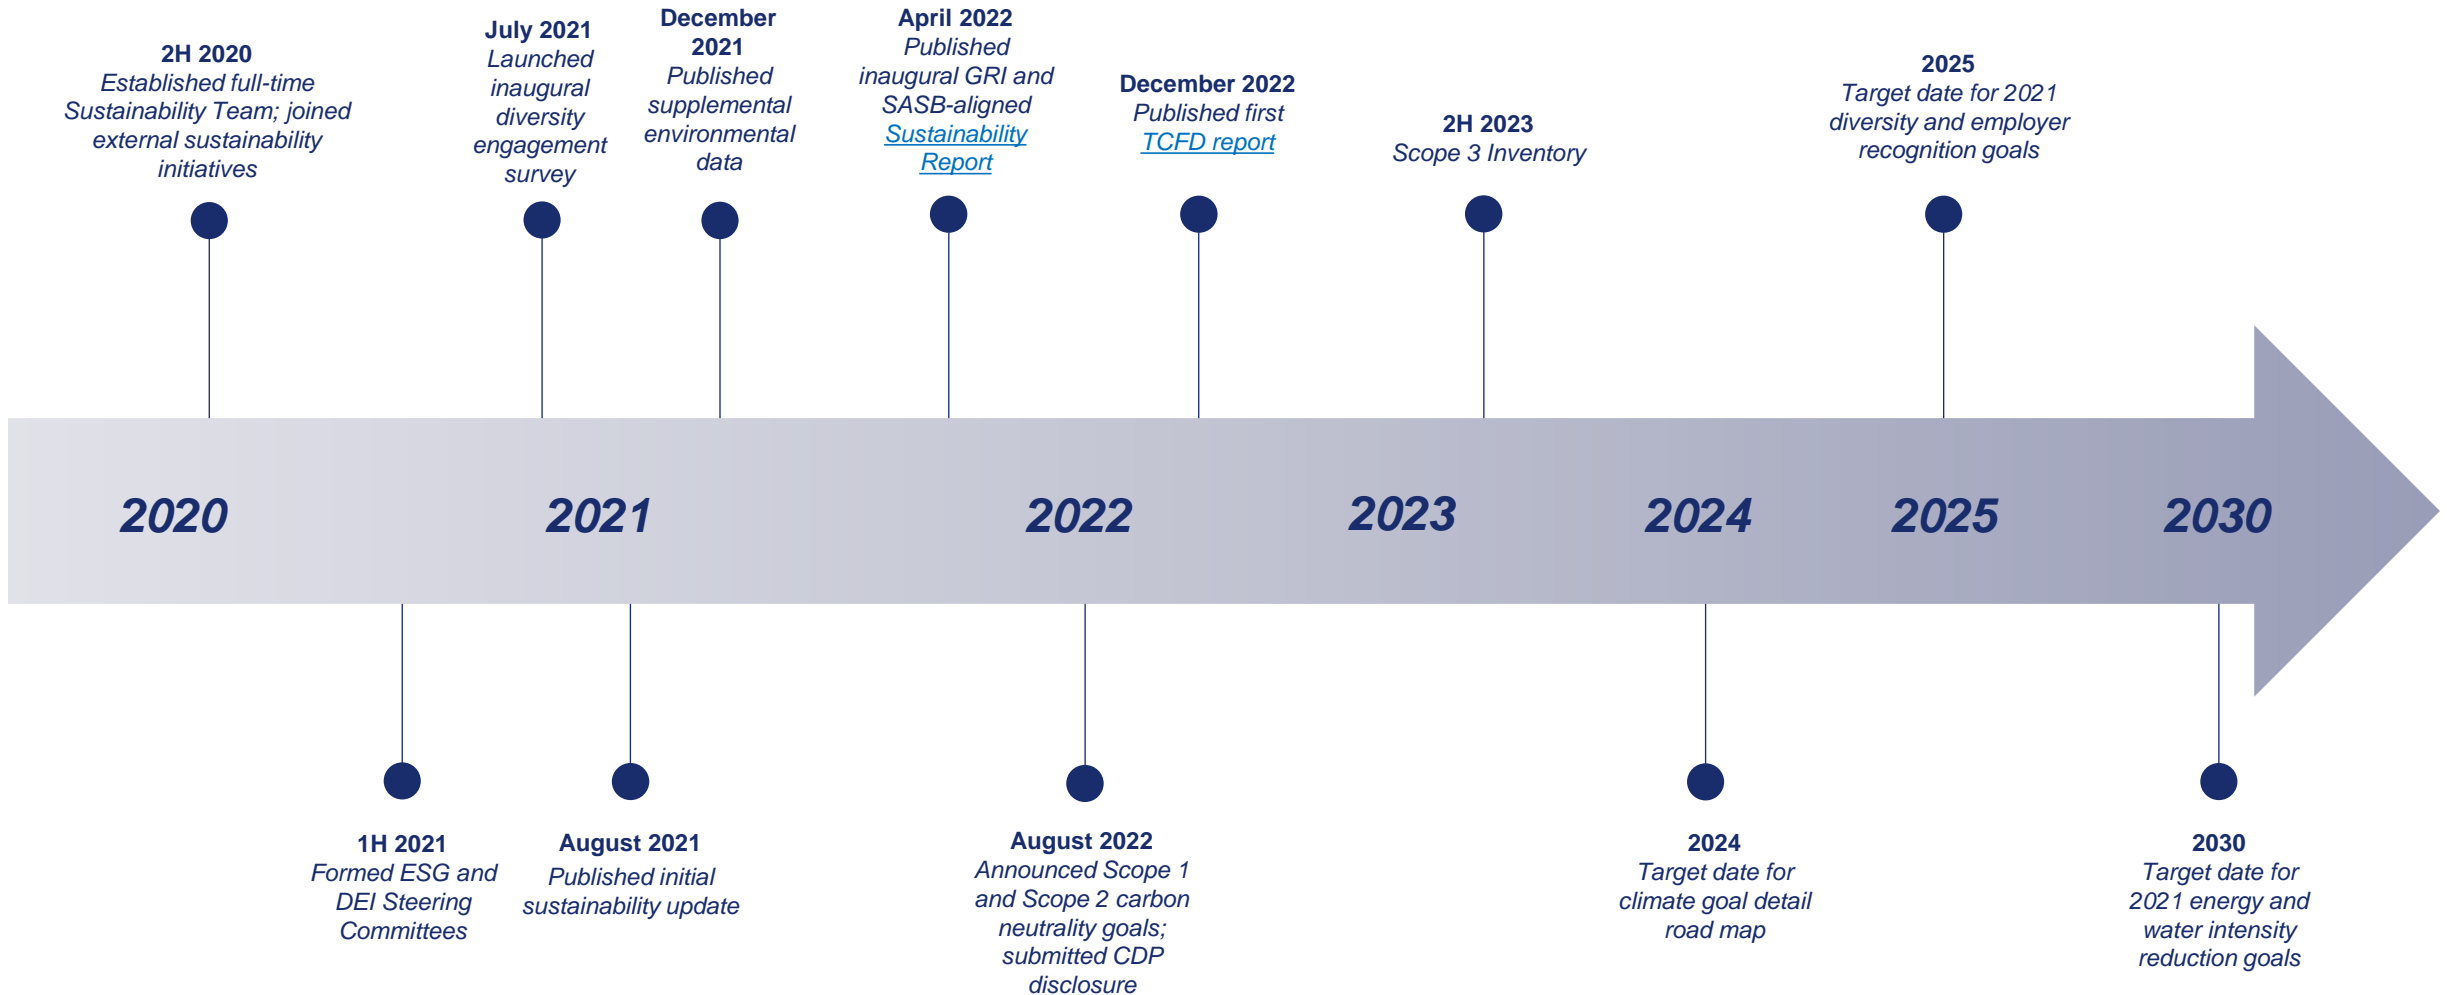 2H 2020
Established full-time
Sustainability Team; joined
external sustainability
initiatives
July 2021
Launched
inaugural
diversity
engagement
survey
December
2021
Published
supplemental
environmental
data
April 2022
Published
inaugural GRI and
SASB-aligned
Sustainability
Report
December 2022
Published first
TCFD report
2H 2023
Scope 3 Inventory
2025
Target date for 2021
diversity and employer
recognition goals
2020
2021
2022
2023
2024
2025
2030
1H 2021
Formed ESG and
DEI Steering
Committees
August 2021
Published initial
sustainability update
August 2022
Announced Scope 1
and Scope 2 carbon
neutrality goals;
submitted CDP
disclosure
2024
Target date for
climate goal detail
road map
2030
Target date for
2021 energy and
water intensity
reduction goals